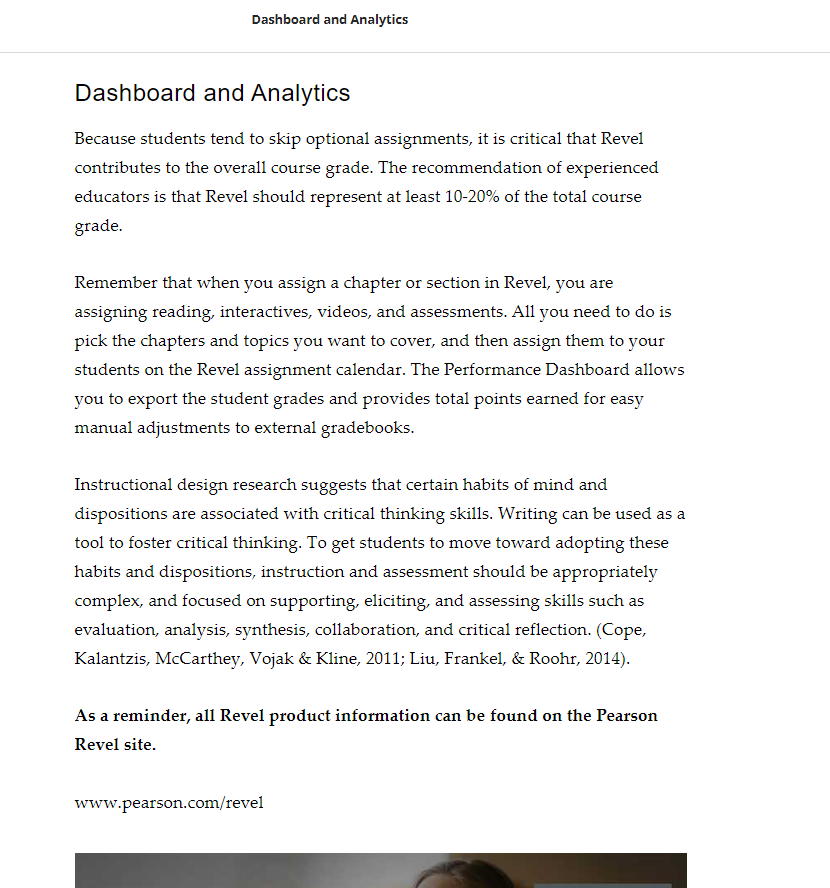 Dashboard and Analytics
Dashboard and Analytics
Because students tend to skip optional assignments, it is critical that Revel
contributes to the overall course grade. The recommendation of experienced
educators is that Revel should represent at least 10-20% of the total course
grade.
Remember that when you assign a chapter or section in Revel, you are
assigning reading, interactives, videos, and assessments. All you need to do is
pick the chapters and topics you want to cover, and then assign them to your
students on the Revel assignment calendar. The Performance Dashboard allows
you to export the student grades and provides total points earned for easy
manual adjustments to external gradebooks.
Instructional design research suggests that certain habits of mind and
dispositions are associated with critical thinking skills. Writing can be used as a
tool to foster critical thinking. To get students to move toward adopting these
habits and dispositions, instruction and assessment should be appropriately
complex, and focused on supporting, eliciting, and assessing skills such as
evaluation, analysis, synthesis, collaboration, and critical reflection. (Cope,
Kalantzis, McCarthey, Vojak & Kline, 2011; Liu, Frankel, & Roohr, 2014).
As a reminder, all Revel product information can be found on the Pearson
Revel site.
www.pearson.com/revel